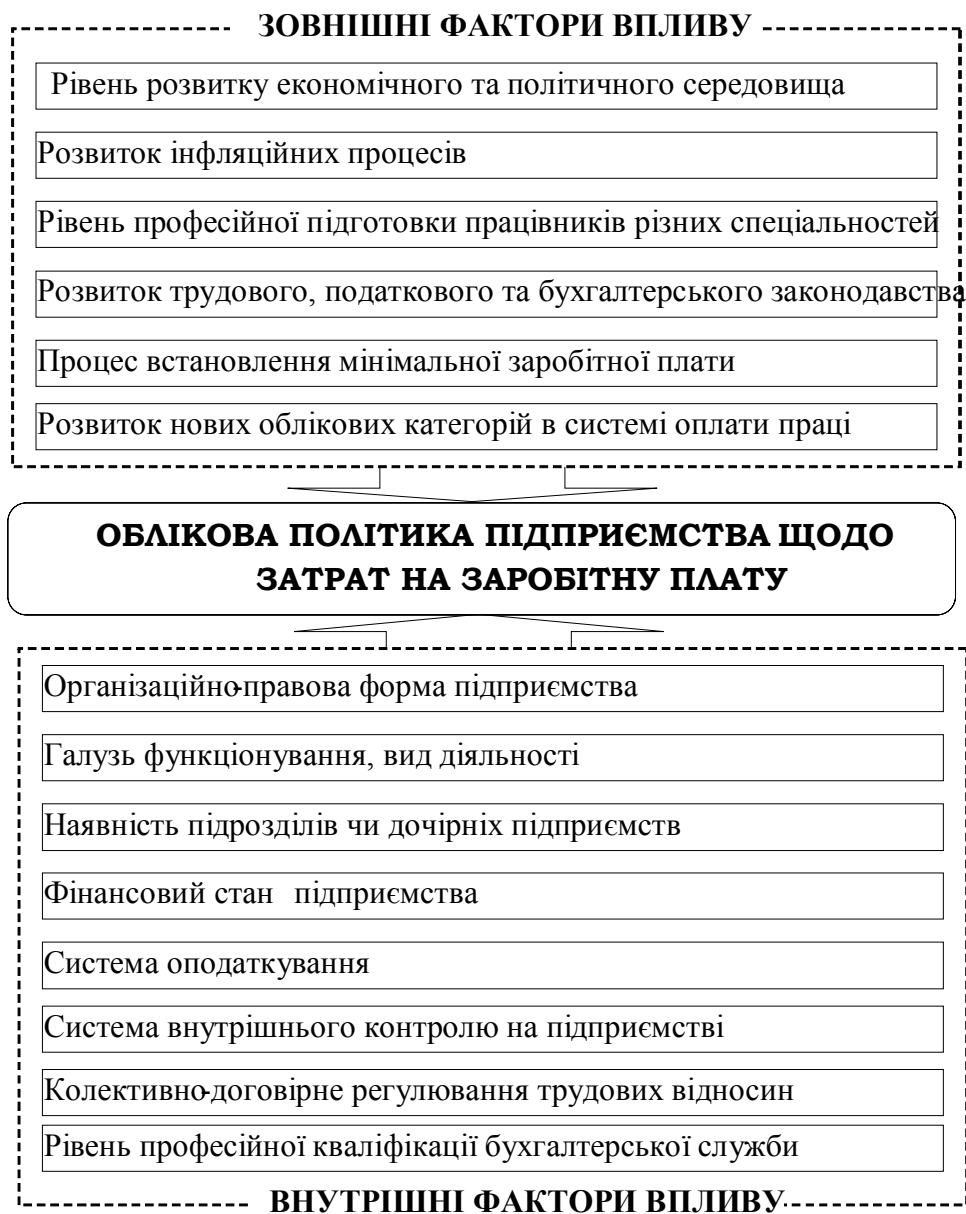 ЗОВНІШНІ ФАКТОРИ ВПЛИВУ
Рівень розвитку економічного та політичного середовища
Розвиток інфляційних процесів
Рівень професійної підготовки працівників різних спеціальностей
Розвиток трудового, податкового та бухгалтерського законодавства
Процес встановлення мінімальної заробітної плати
Розвиток нових облікових категорій в системі оплати праці
ОБЛІКОВА ПОЛІТИКА ПІДПРИЄМСТВА ЩОДО
ЗАТРАТ НА ЗАРОБІТНУ ПЛАТУ
Організаційно-правова форма підприємства
Галузь функціонування, вид діяльності
Наявність підрозділів чи дочірніх підприємств
Фінансовий стан підприємства
Система оподаткування
Система внутрішнього контролю на підприємстві
Колективно-договірне регулювання трудових відносин
Рівень професійної кваліфікації бухгалтерської служби
ВНУТРІШНІ ФАКТОРИ ВПЛИВУ